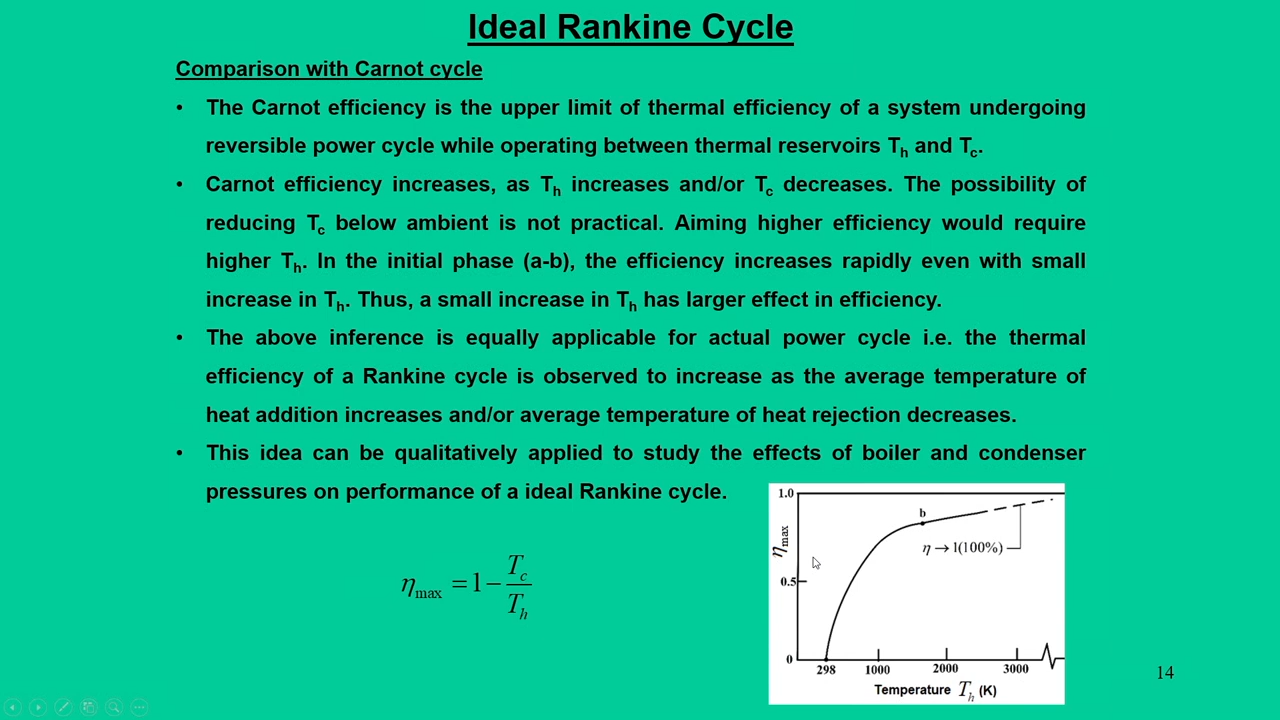 Ideal Rankine Cycle
Comparison with Carnot cycle
• The Carnot efficiency is the upper limit of thermal efficiency of a system undergoing
reversible power cycle while operating between thermal reservoirs Th and Tc.
• Carnot efficiency increases, as Th increases and/or Tc decreases. The possibility of
reducing Tc below ambient is not practical. Aiming higher efficiency would require
higher Th. In the initial phase (a-b), the efficiency increases rapidly even with small
increase in Th. Thus, a small increase in Th has larger effect in efficiency.
• The above inference is equally applicable for actual power cycle i.e. the thermal
efficiency of a Rankine cycle is observed to increase as the average temperature of
heat addition increases and/or average temperature of heat rejection decreases.
• This idea can be qualitatively applied to study the effects of boiler and condenser
pressures on performance of a ideal Rankine cycle.
ηmax = 1 − Tc/Th
1.0
b
ηmax
η → 1(100%)
0.5
0
298 1000 2000 3000
Temperature Th (K)
14